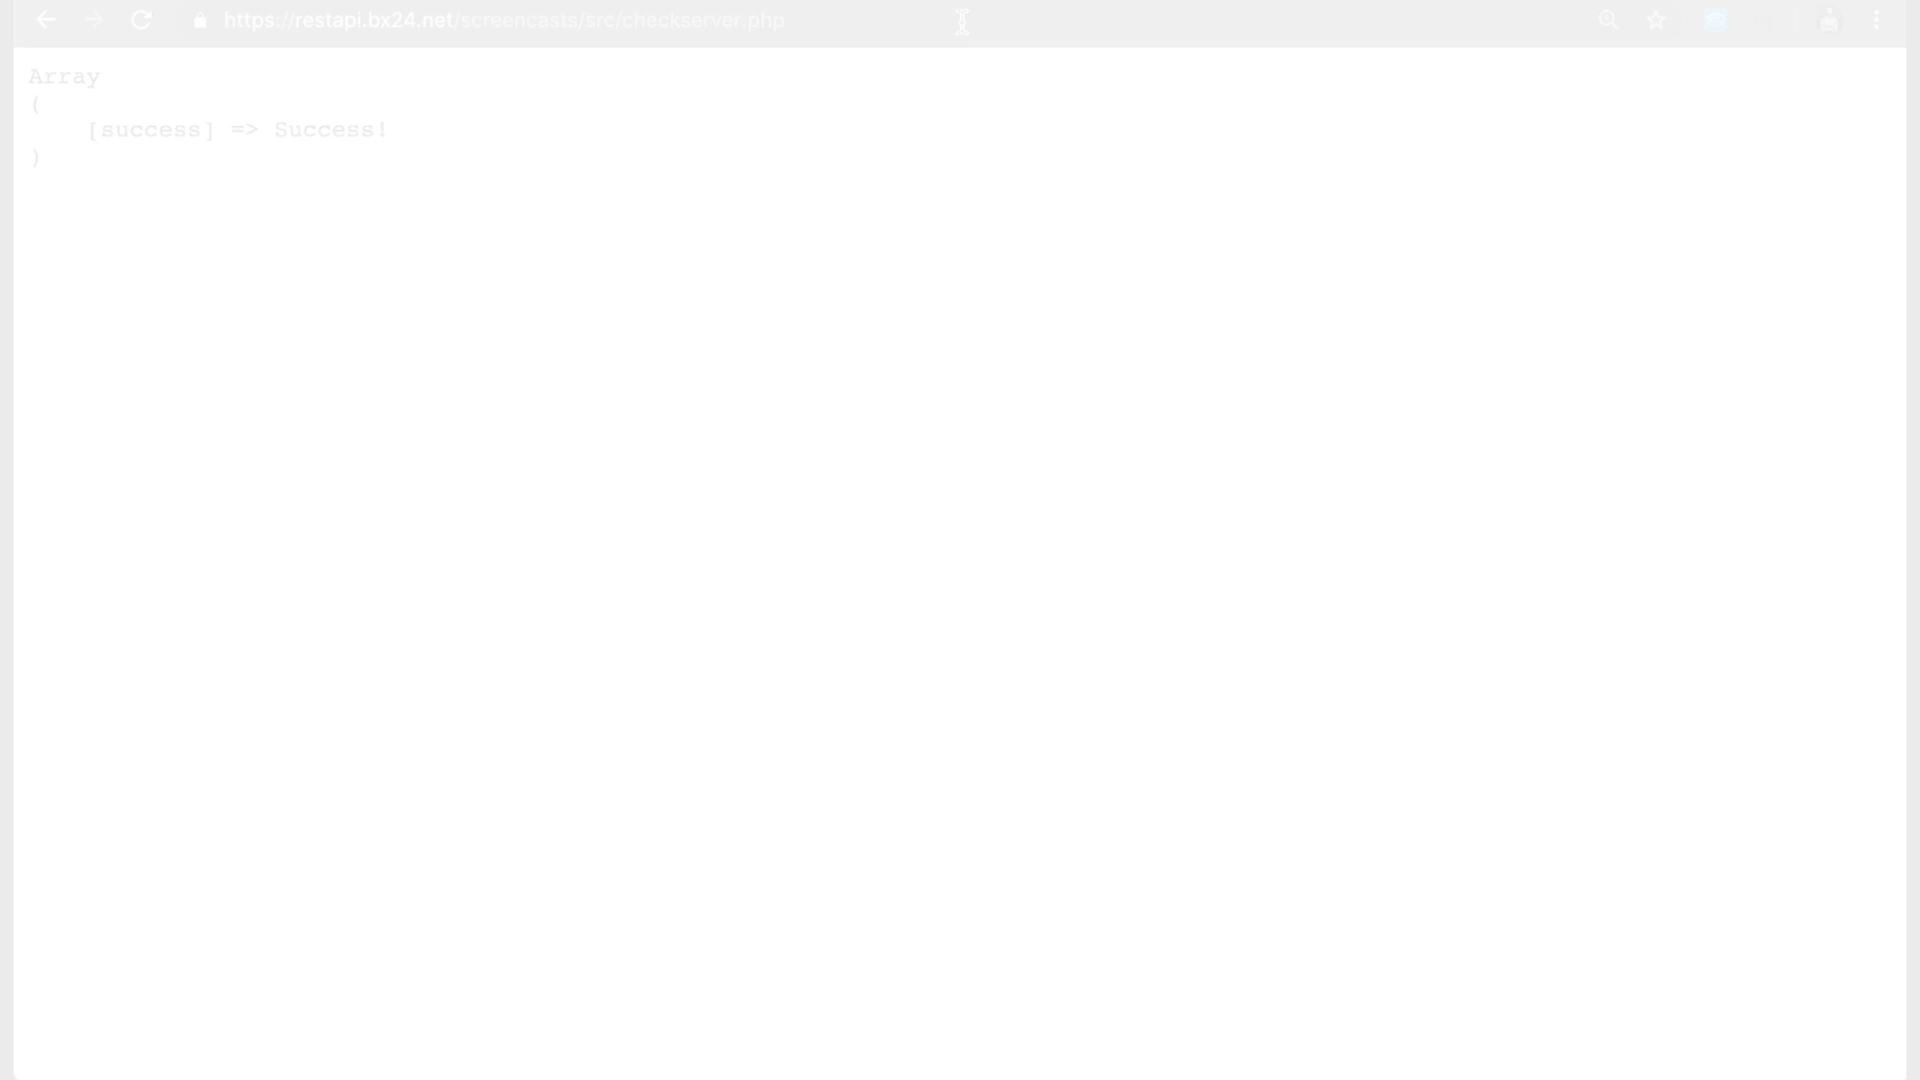 https://restapi.bx24.net/screencasts/src/checkserver.php
Array
(
    [success] => Success!
)